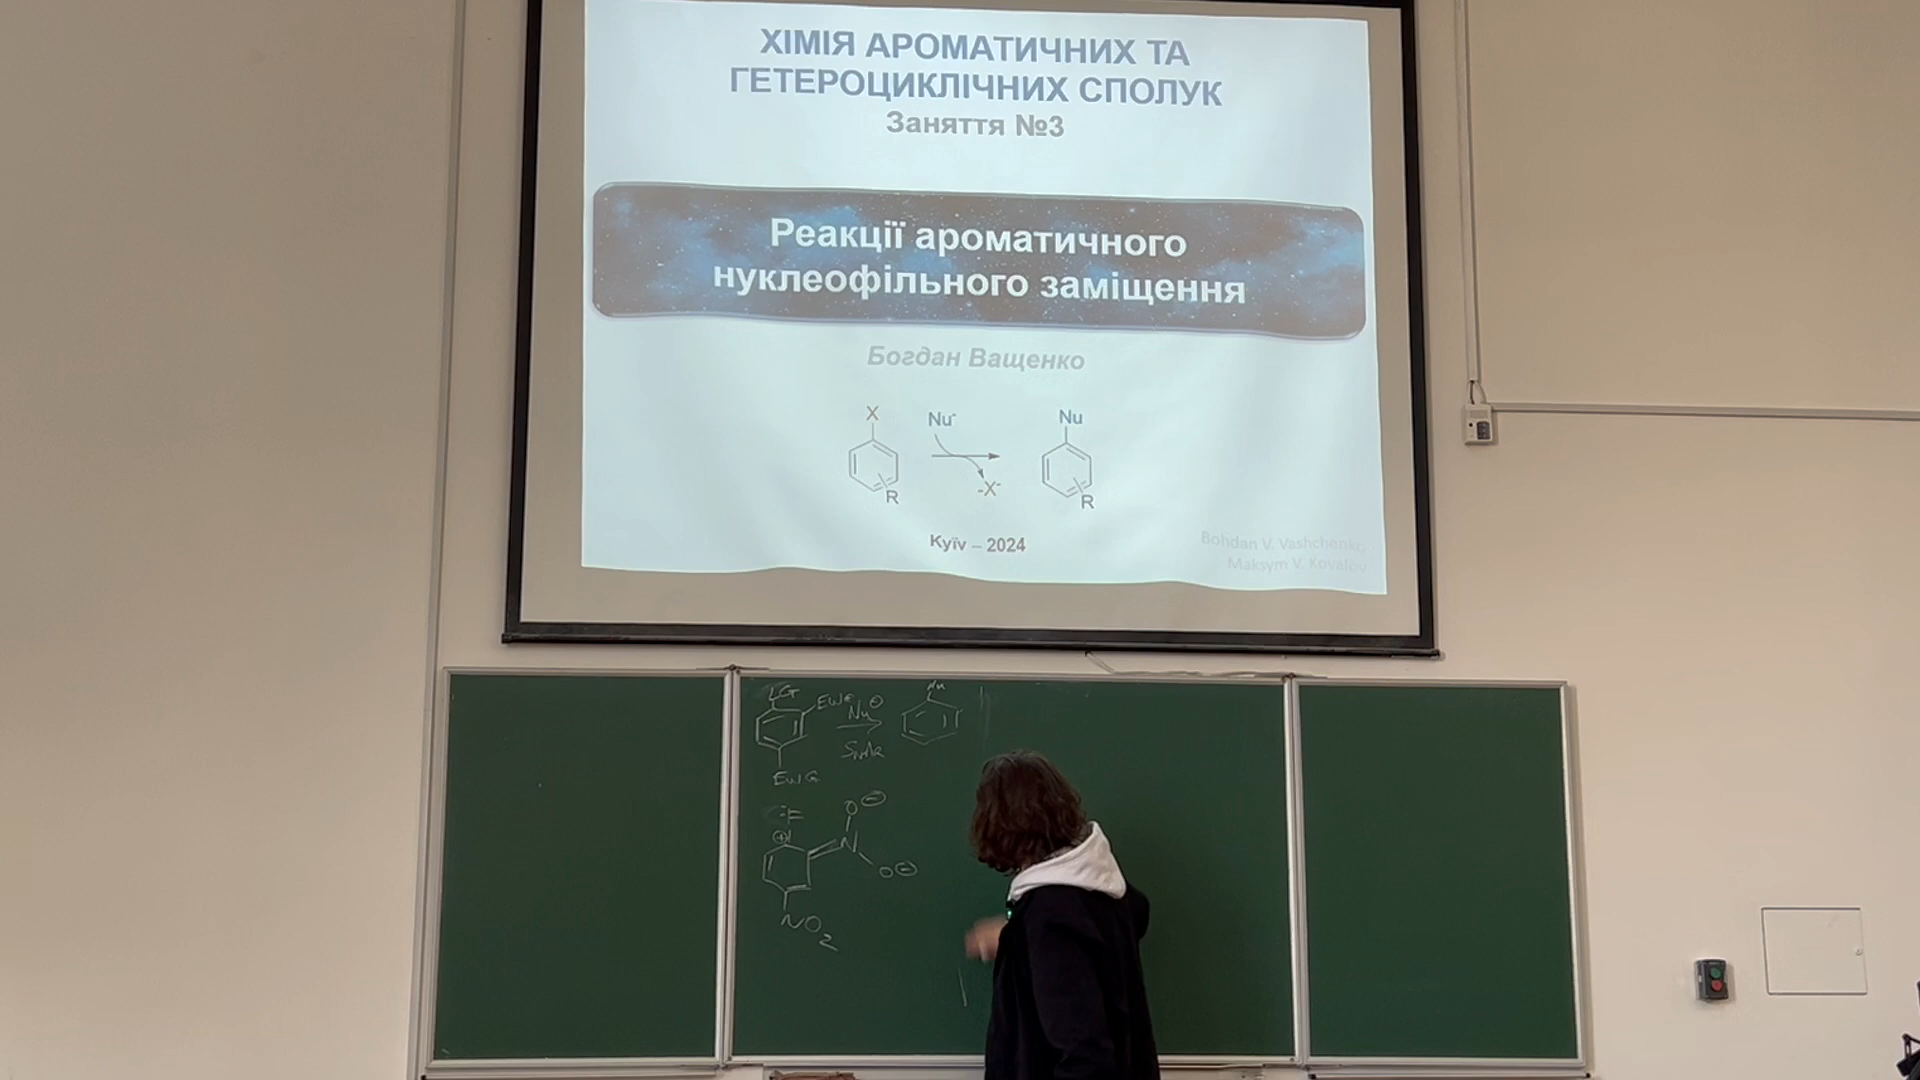 ХІМІЯ АРОМАТИЧНИХ ТА
ГЕТЕРОЦИКЛІЧНИХ СПОЛУК
Заняття №3
Реакції ароматичного
нуклеофільного заміщення
Богдан Ващенко
X
Nu-
Nu
-X-
R
R
Kyїv – 2024
Bohdan V. Vashchenko
Maksym V. Kovalov
LG
EWG
Nu⊖
Nu
SNAr
EWG
F
⊕
O⊖
N
O⊖
NO2